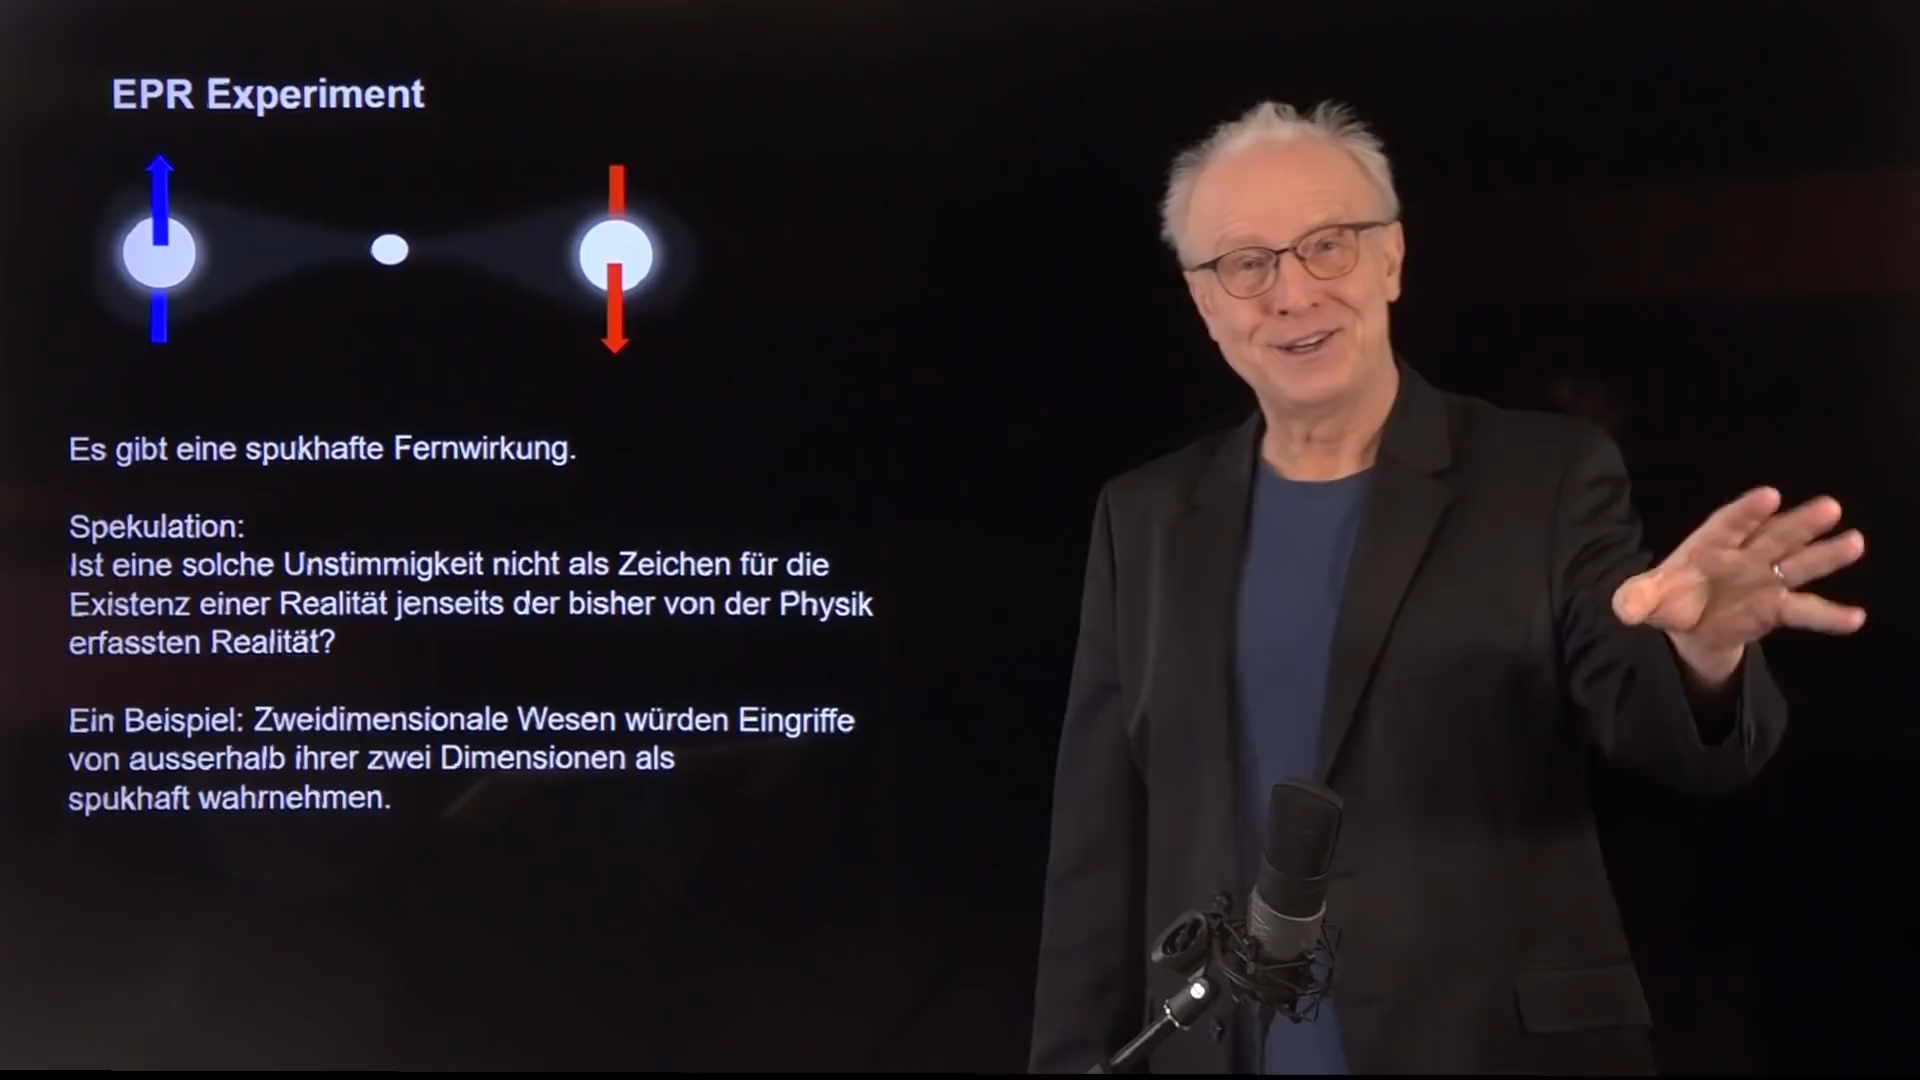 EPR Experiment
Es gibt eine spukhafte Fernwirkung.
Spekulation:
Ist eine solche Unstimmigkeit nicht als Zeichen für die
Existenz einer Realität jenseits der bisher von der Physik
erfassten Realität?
Ein Beispiel: Zweidimensionale Wesen würden Eingriffe
von ausserhalb ihrer zwei Dimensionen als
spukhaft wahrnehmen.